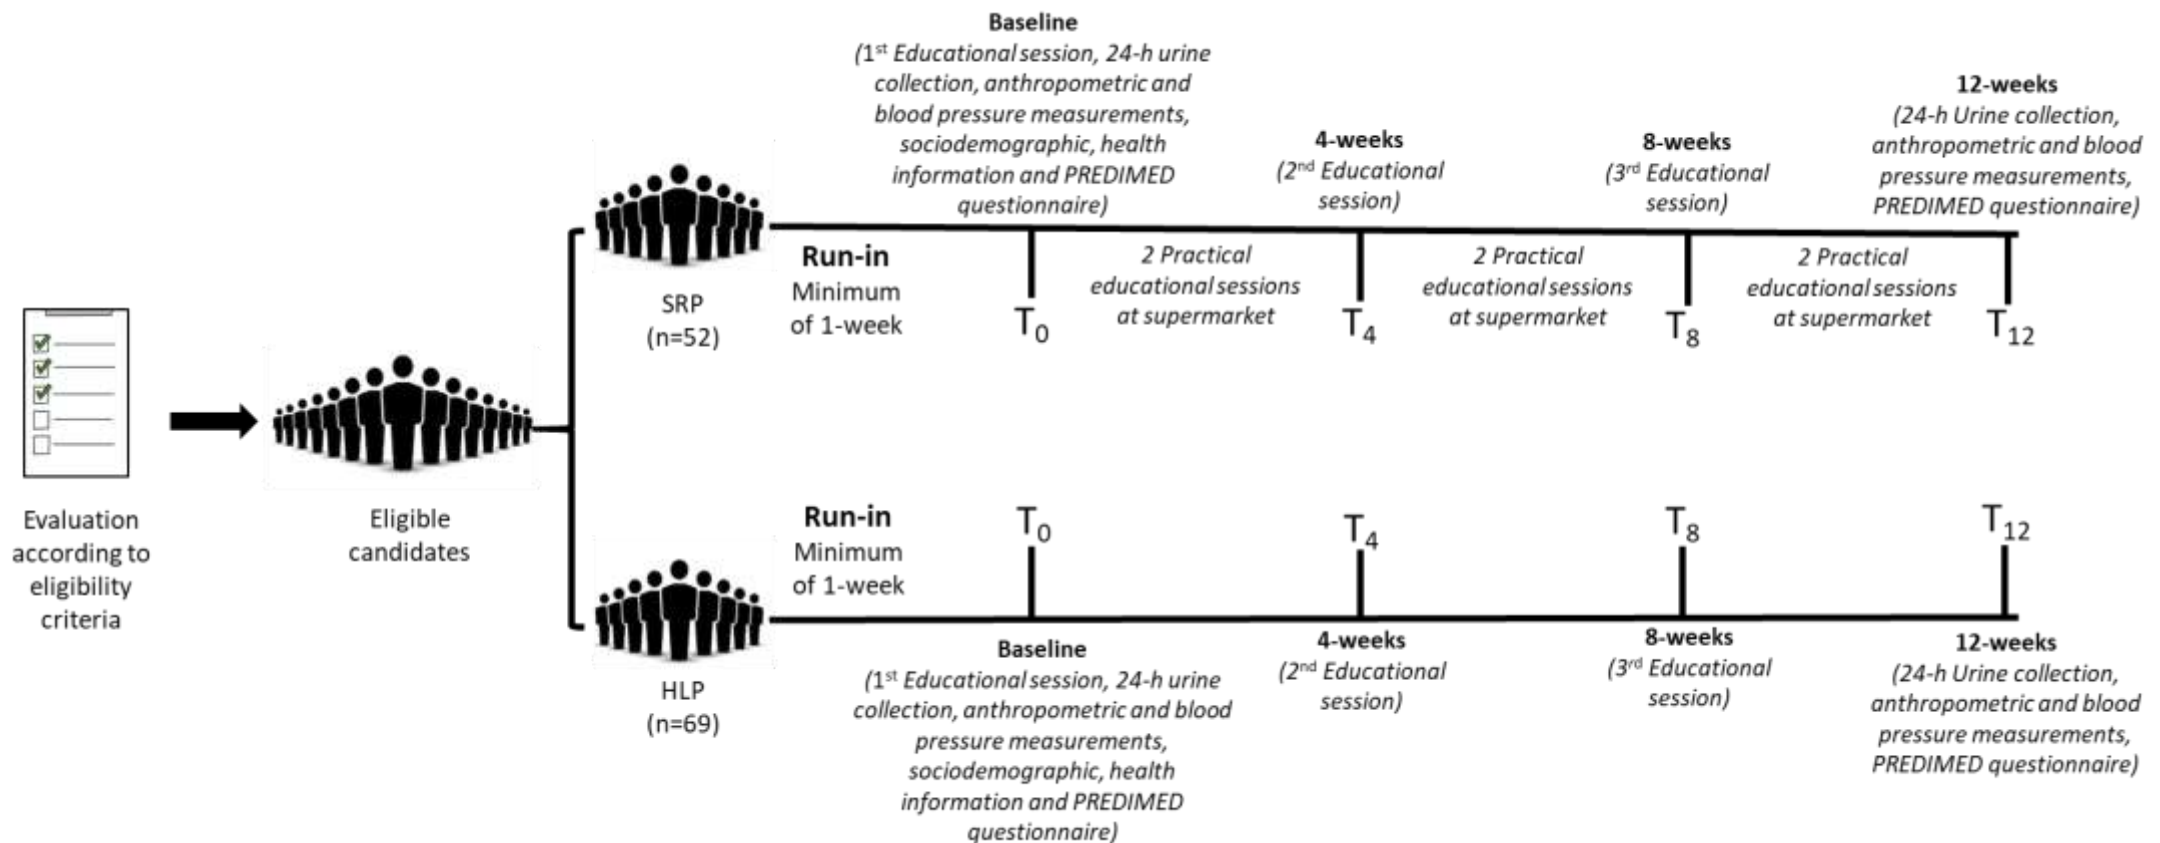 Evaluation
according to
eligibility
criteria
Eligible
candidates
SRP
(n=52)
Run-in
Minimum
of 1-week
Baseline
(1st Educational session, 24-h urine
collection, anthropometric and
blood pressure measurements,
sociodemographic, health
information and PREDIMED
questionnaire)
T0
2 Practical
educational sessions
at supermarket
4-weeks
(2nd Educational
session)
T4
2 Practical
educational sessions
at supermarket
8-weeks
(3rd Educational
session)
T8
2 Practical
educational sessions
at supermarket
12-weeks
(24-h Urine collection,
anthropometric and blood
pressure measurements,
PREDIMED questionnaire)
T12
HLP
(n=69)
Run-in
Minimum
of 1-week
T0
Baseline
(1st Educational session, 24-h urine
collection, anthropometric and blood
pressure measurements,
sociodemographic, health
information and PREDIMED
questionnaire)
T4
4-weeks
(2nd Educational
session)
T8
8-weeks
(3rd Educational
session)
T12
12-weeks
(24-h Urine collection,
anthropometric and blood
pressure measurements,
PREDIMED questionnaire)